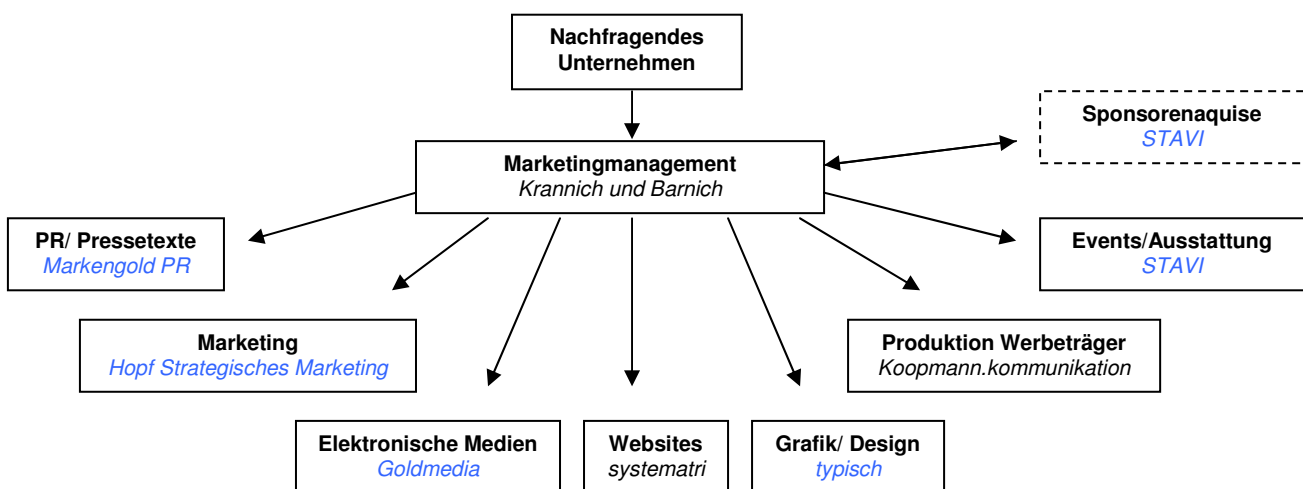 Nachfragendes
Unternehmen
Sponsorenaquise
STAVI
Marketingmanagement
Krannich und Barnich
PR/ Pressetexte
Markengold PR
Events/Ausstattung
STAVI
Marketing
Hopf Strategisches Marketing
Produktion Werbeträger
Koopmann.kommunikation
Elektronische Medien
Goldmedia
Websites
systematri
Grafik/ Design
typisch